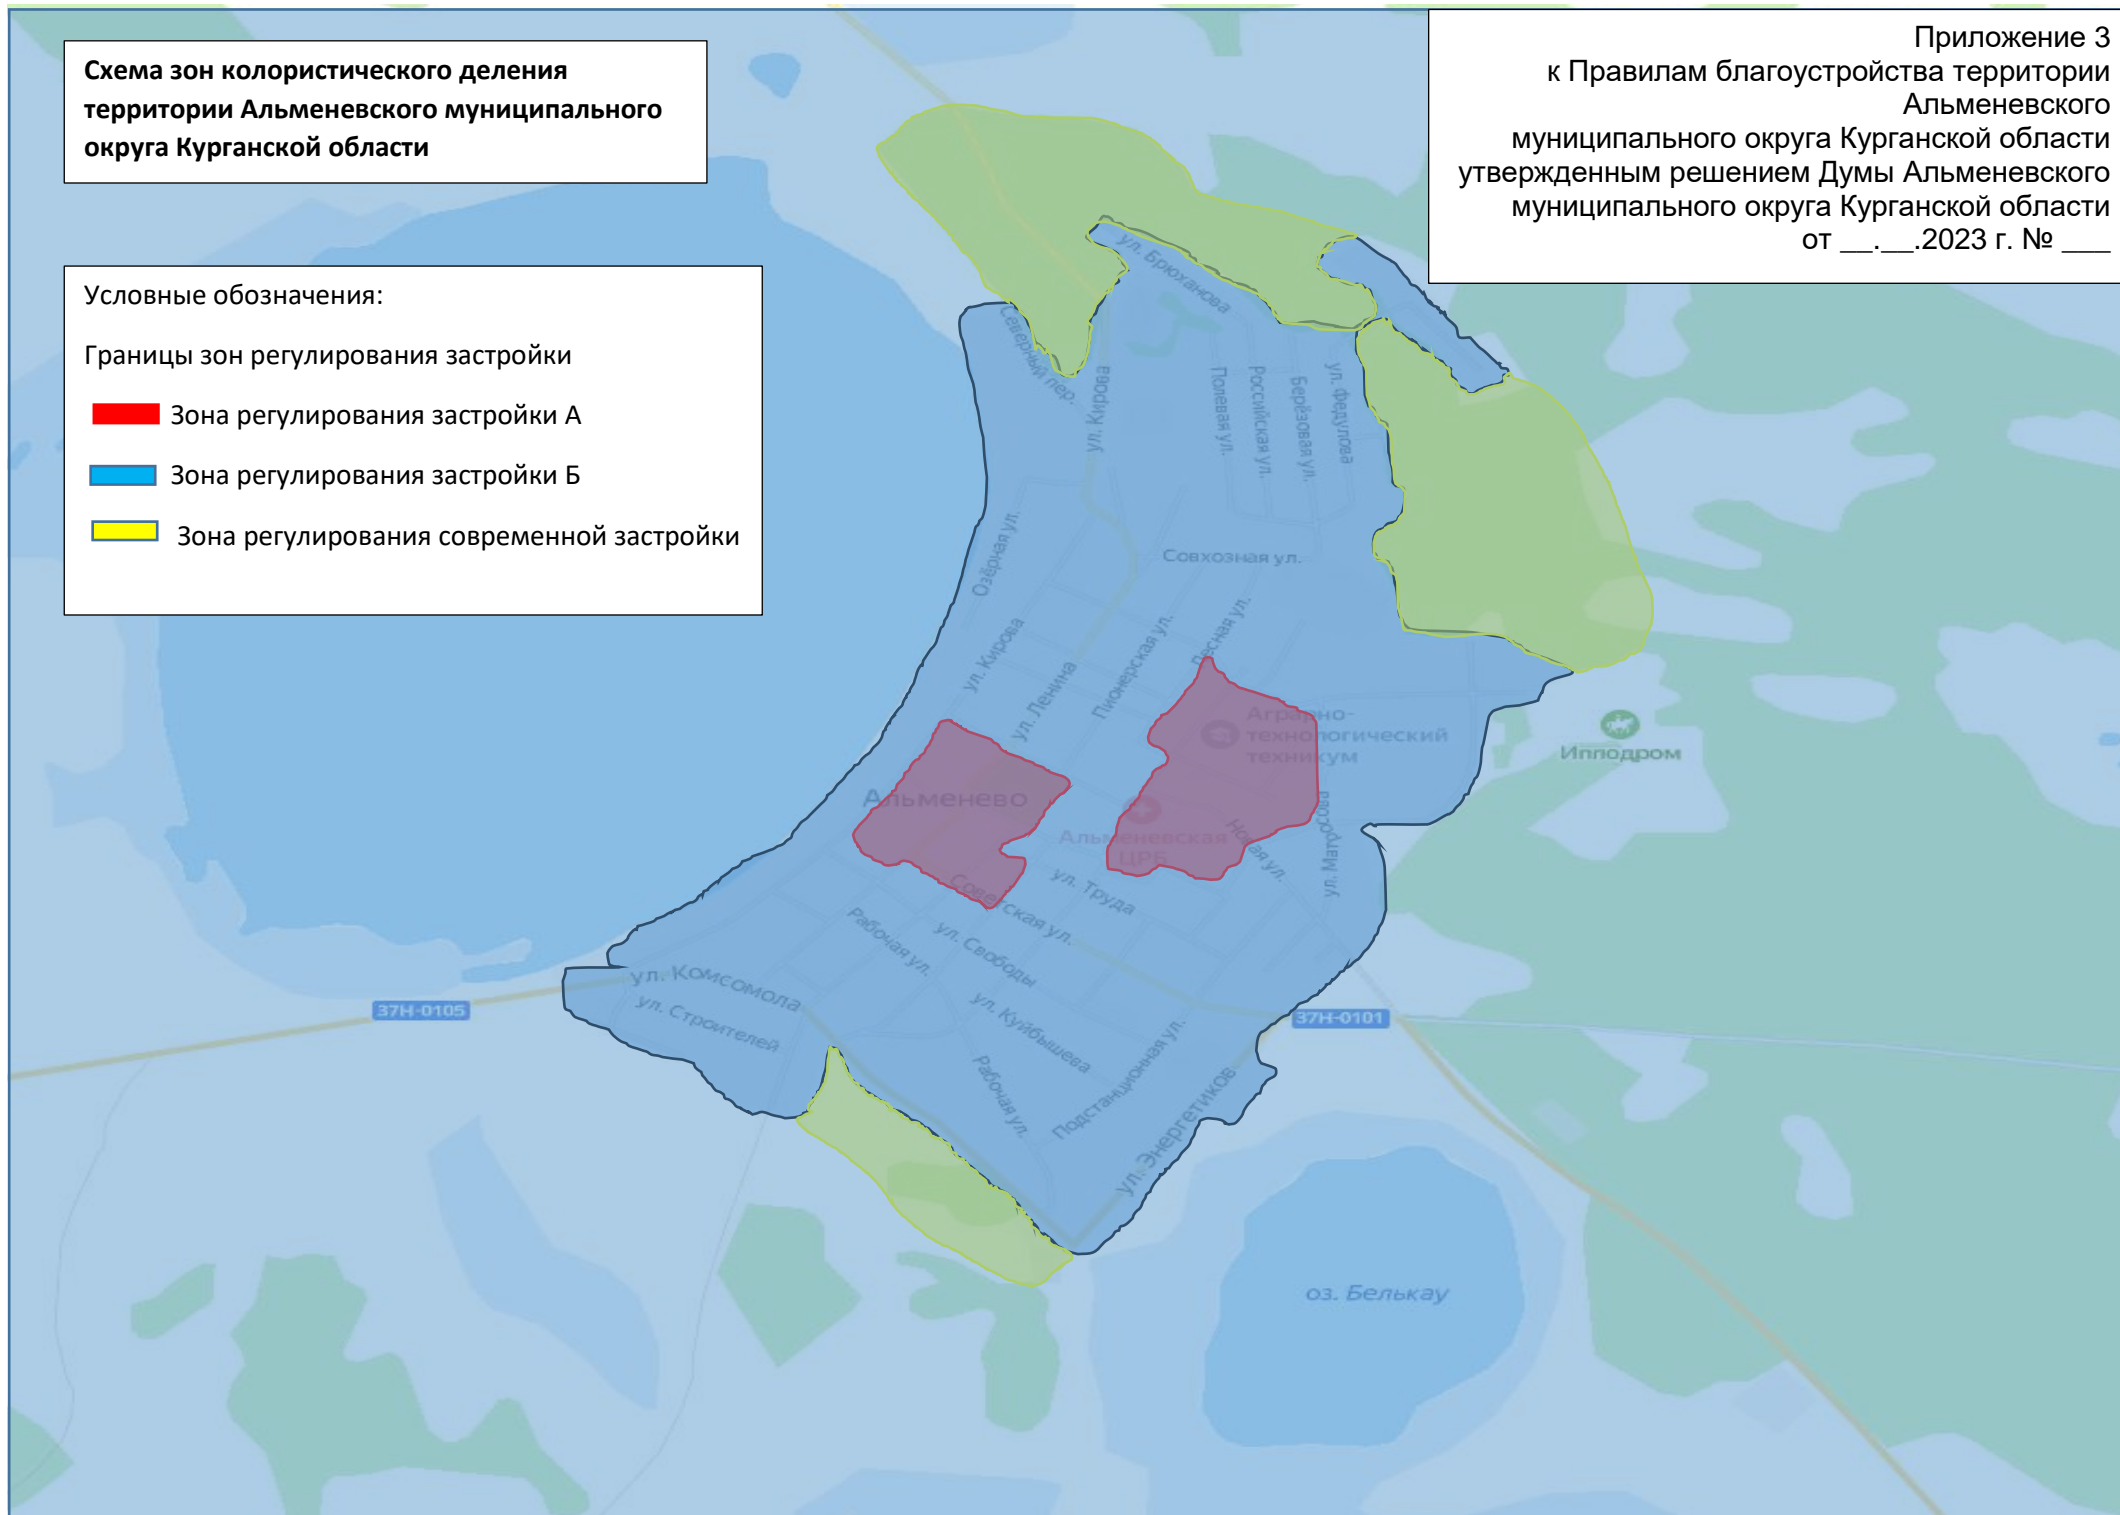 Схема зон колористического деления
территории Альменевского муниципального
округа Курганской области
Приложение 3
к Правилам благоустройства территории
Альменевского
муниципального округа Курганской области
утвержденным решением Думы Альменевского
муниципального округа Курганской области
от __.__.2023 г. № ___
Условные обозначения:
Границы зон регулирования застройки
Зона регулирования застройки А
Зона регулирования застройки Б
Зона регулирования современной застройки
ул. Брюханова
Северный пер.
ул. Кирова
Полевая ул.
Российская ул.
Берёзовая ул.
ул. Федулова
Озёрная ул.
Совхозная ул.
ул. Кирова
ул. Ленина
Пионерская ул.
Лесная ул.
Аграрно-
технологический
техникум
Ипподром
Альменево
Альменевская
ЦРБ
Новая ул.
ул. Матросова
ул. Труда
Советская ул.
Рабочая ул.
ул. Свободы
ул. Комсомола
ул. Строителей
37Н-0105
ул. Куйбышева
37Н-0101
Рабочая ул.
Подстанционная ул.
ул. Энергетиков
оз. Белькау